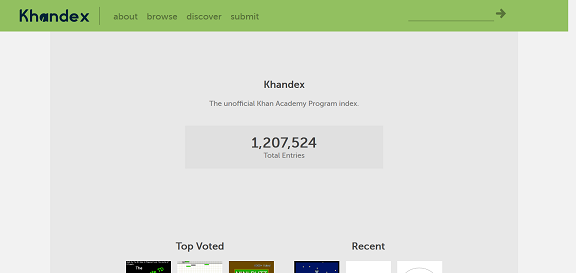 Khandex
about browse discover submit
Khandex
The unofficial Khan Academy Program index.
1,207,524
Total Entries
Top Voted
Recent
The